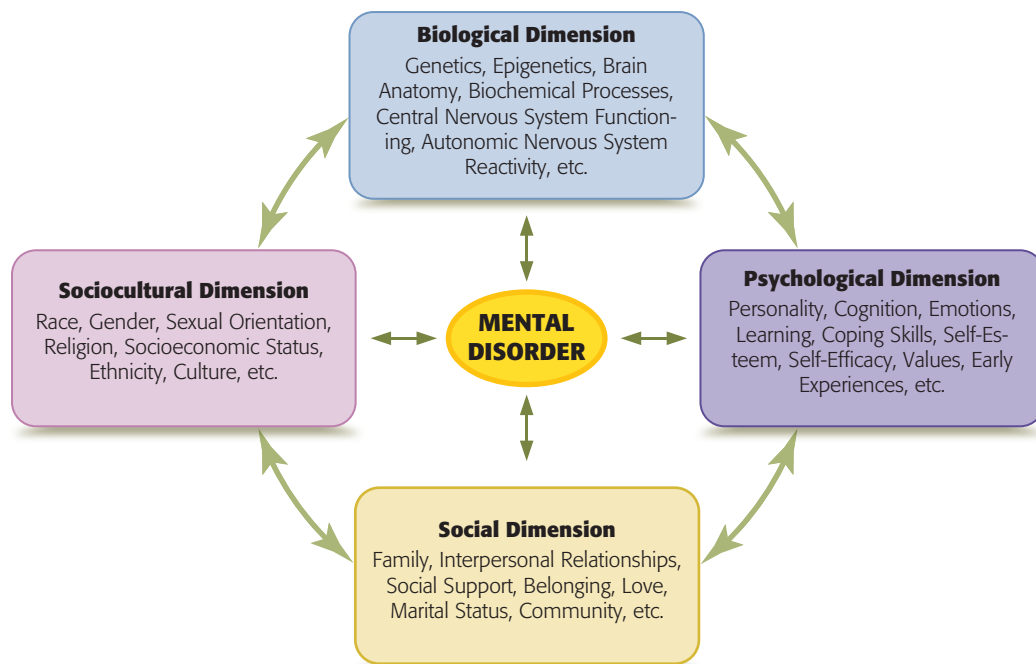 Biological Dimension
Genetics, Epigenetics, Brain
Anatomy, Biochemical Processes,
Central Nervous System Function-
ing, Autonomic Nervous System
Reactivity, etc.
Sociocultural Dimension
Race, Gender, Sexual Orientation,
Religion, Socioeconomic Status,
Ethnicity, Culture, etc.
MENTAL
DISORDER
Psychological Dimension
Personality, Cognition, Emotions,
Learning, Coping Skills, Self-Es-
teem, Self-Efficacy, Values, Early
Experiences, etc.
Social Dimension
Family, Interpersonal Relationships,
Social Support, Belonging, Love,
Marital Status, Community, etc.